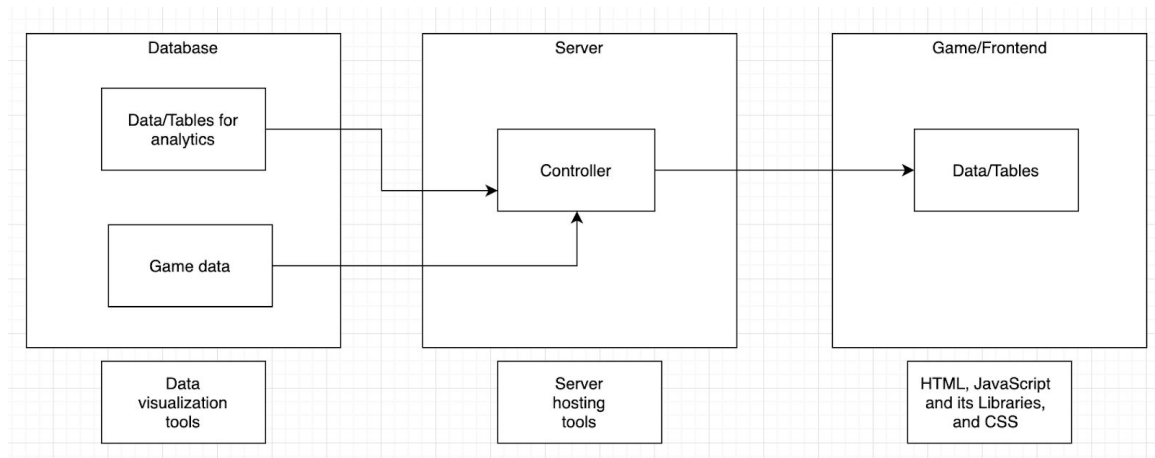 Database
Data/Tables for
analytics
Game data
Server
Controller
Game/Frontend
Data/Tables
Data
visualization
tools
Server
hosting
tools
HTML, JavaScript
and its Libraries,
and CSS